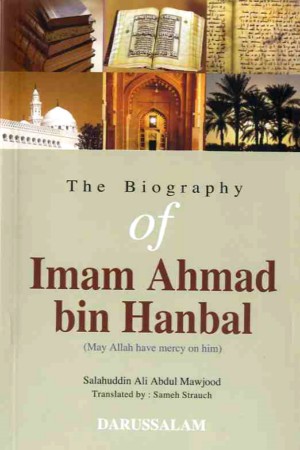 The Biography
of
Imam Ahmad
bin Hanbal
(May Allah have mercy on him)
Salahuddin Ali Abdul Mawjood
Translated by : Sameh Strauch
DARUSSALAM